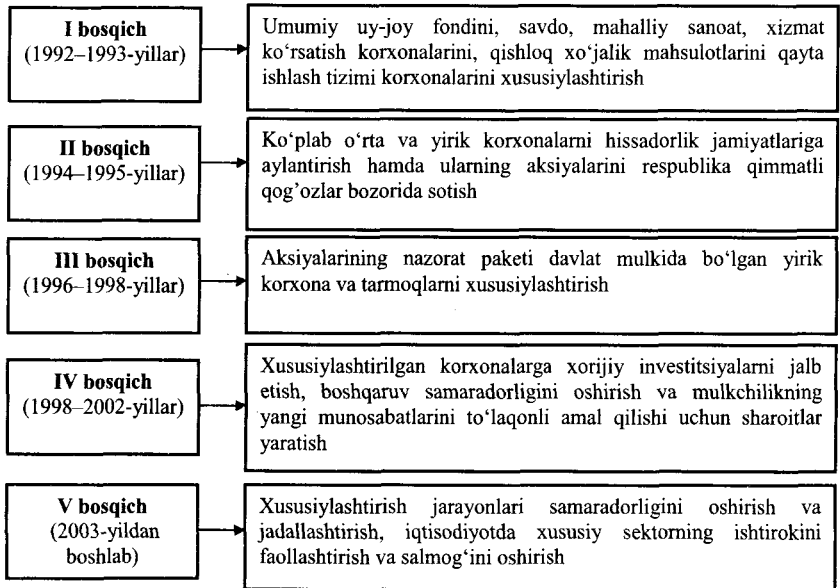 I bosqich
(1992–1993-yillar)
Umumiy uy-joy fondini, savdo, mahalliy sanoat, xizmat
ko‘rsatish korxonalarini, qishloq xo‘jalik mahsulotlarini qayta
ishlash tizimi korxonalarini xususiylashtirish
II bosqich
(1994–1995-yillar)
Ko‘plab o‘rta va yirik korxonalarni hissadorlik jamiyatlariga
aylantirish hamda ularning aksiyalarini respublika qimmatli
qog’ozlar bozorida sotish
III bosqich
(1996–1998-yillar)
Aksiyalarining nazorat paketi davlat mulkida bo‘lgan yirik
korxona va tarmoqlarni xususiylashtirish
IV bosqich
(1998–2002-yillar)
Xususiylashtirilgan korxonalarga xorijiy investitsiyalarni jalb
etish, boshqaruv samaradorligini oshirish va mulkchilikning
yangi munosabatlarini to‘laqonli amal qilishi uchun sharoitlar
yaratish
V bosqich
(2003-yildan
boshlab)
Xususiylashtirish jarayonlari samaradorligini oshirish va
jadallashtirish, iqtisodiyotda xususiy sektorning ishtirokini
faollashtirish va salmog‘ini oshirish